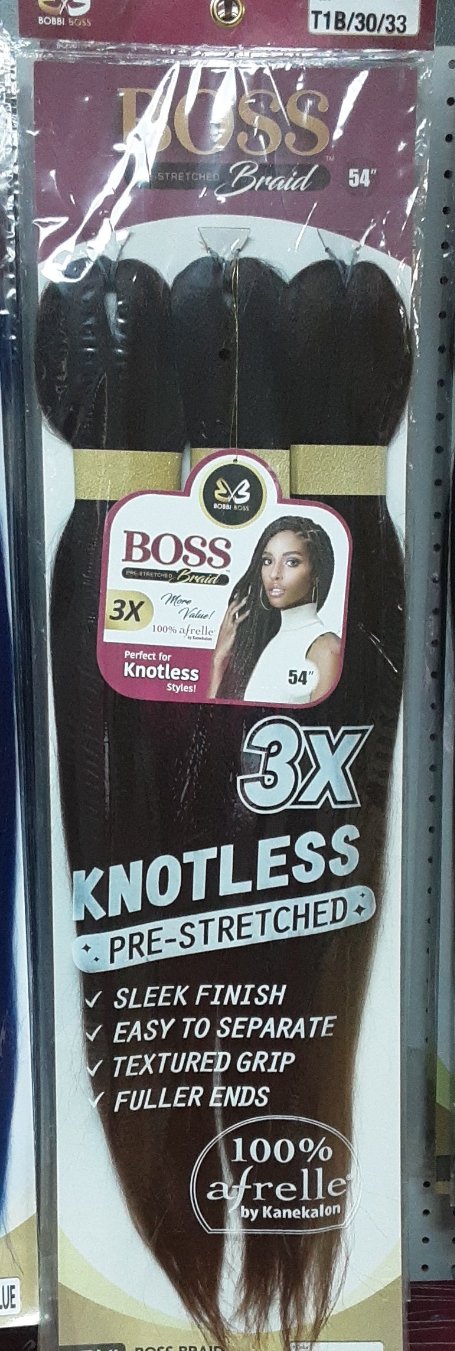 BOBBI BOSS
T1B/30/33
BOSS
PRE-STRETCHED Braid 54"
BOBBI BOSS
BOSS
PRE-STRETCHED Braid
3X More Value!
100% afrelle
by Kanekalon
Perfect for
Knotless
Styles!
54"
3X
KNOTLESS
PRE-STRETCHED
✓ SLEEK FINISH
✓ EASY TO SEPARATE
✓ TEXTURED GRIP
✓ FULLER ENDS
100%
afrelle
by Kanekalon
BOSS BRAID